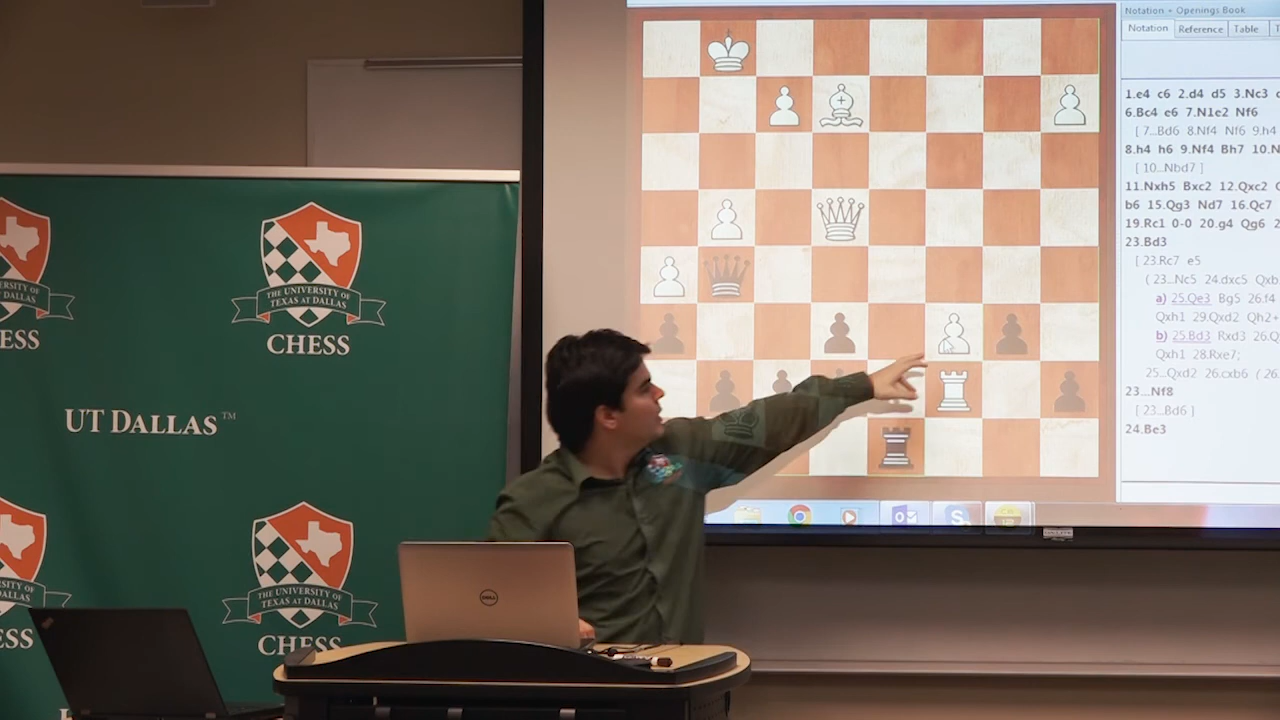 THE UNIVERSITY OF
TEXAS AT DALLAS
CHESS
UNIVERSITY OF
DALLAS
ESS
UT DALLAS™
THE UNIVERSITY OF
TEXAS AT DALLAS
CHESS
ESS
DELL
Notation + Openings Book
Notation Reference Table
1.e4 c6 2.d4 d5 3.Nc3
6.Bc4 e6 7.N1e2 Nf6
[ 7...Bd6 8.Nf4 Nf6 9.h4
8.h4 h6 9.Nf4 Bh7 10.N
[ 10...Nbd7 ]
11.Nxh5 Bxc2 12.Qxc2
b6 15.Qg3 Nd7 16.Qc7
19.Rc1 0-0 20.g4 Qg6 2
23.Bd3
[ 23.Rc7 e5
( 23...Nc5 24.dxc5 Qxb
a) 25.Qe3 Bg5 26.f4
Qxh1 29.Qxd2 Qh2+
b) 25.Bd3 Rxd3 26.Q
Qxh1 28.Rxe7;
25...Qxd2 26.cxb6 ( 26.
23...Nf8
[ 23...Bd6 ]
24.Be3